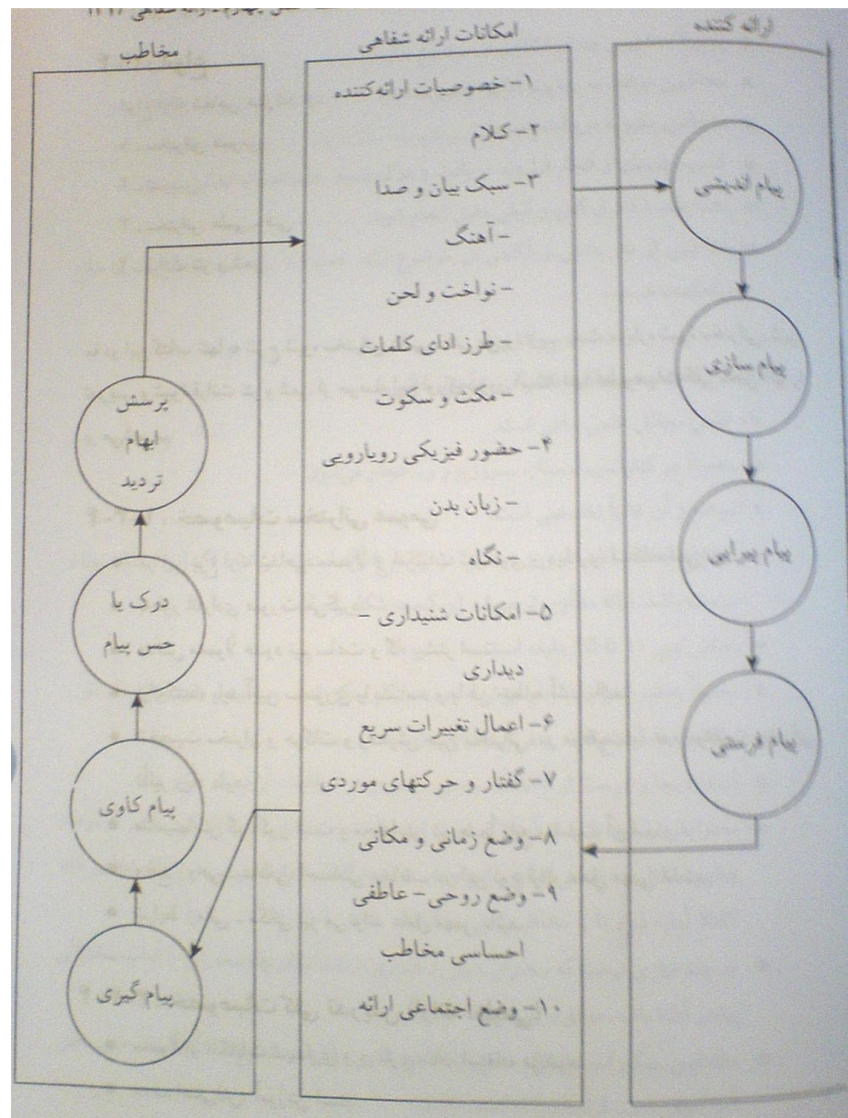 ارائه کننده
پیام اندیشی
پیام سازی
پیام پیرایی
پیام فرستی
امکانات ارائه شفاهی
۱- خصوصیات ارائه‌کننده
۲- کلام
۳- سبک بیان و صدا
- آهنگ
- نواخت و لحن
- طرز ادای کلمات
- مکث و سکوت
۴- حضور فیزیکی رویارویی
- زبان بدن
- نگاه
۵- امکانات شنیداری -
دیداری
۶- اعمال تغییرات سریع
۷- گفتار و حرکتهای موردی
۸- وضع زمانی و مکانی
۹- وضع روحی - عاطفی
احساسی مخاطب
۱۰- وضع اجتماعی ارائه
مخاطب
پرسش
ابهام
تردید
درک یا
حس پیام
پیام کاوی
پیام گیری